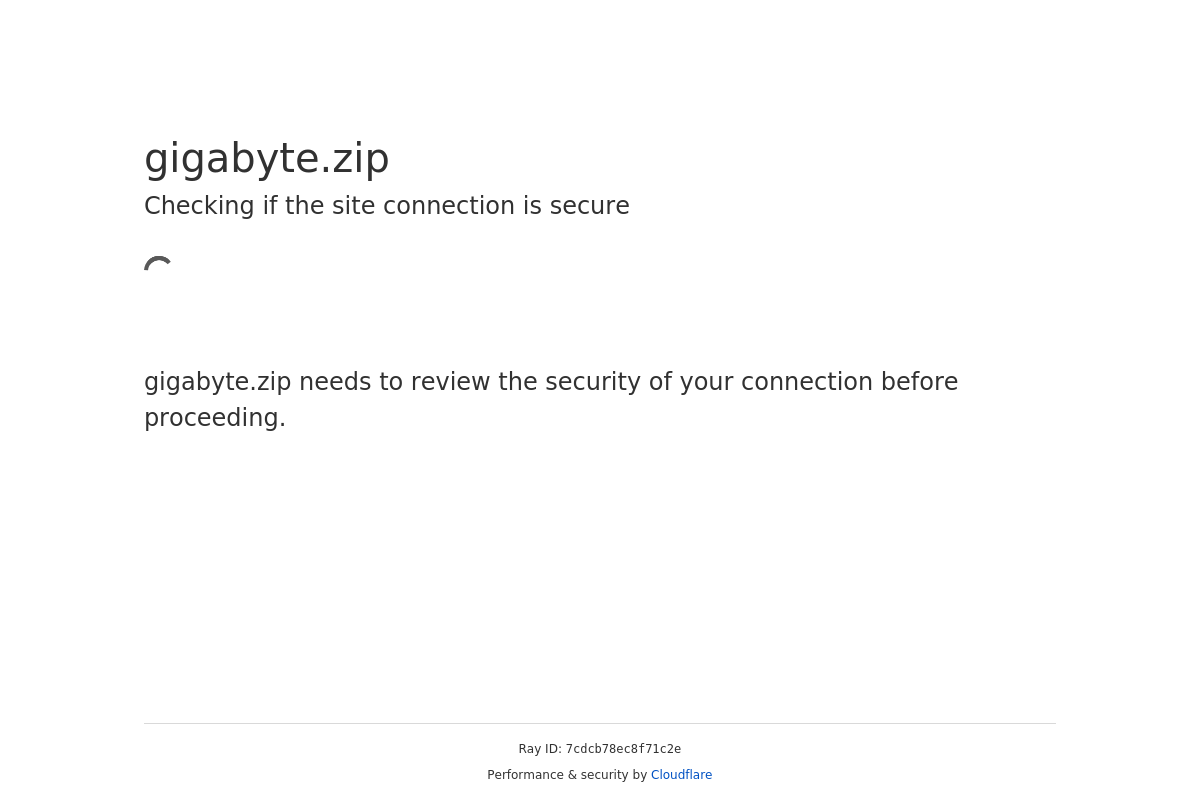 gigabyte.zip
Checking if the site connection is secure
gigabyte.zip needs to review the security of your connection before
proceeding.
Ray ID: 7cdcb78ec8f71c2e
Performance & security by Cloudflare